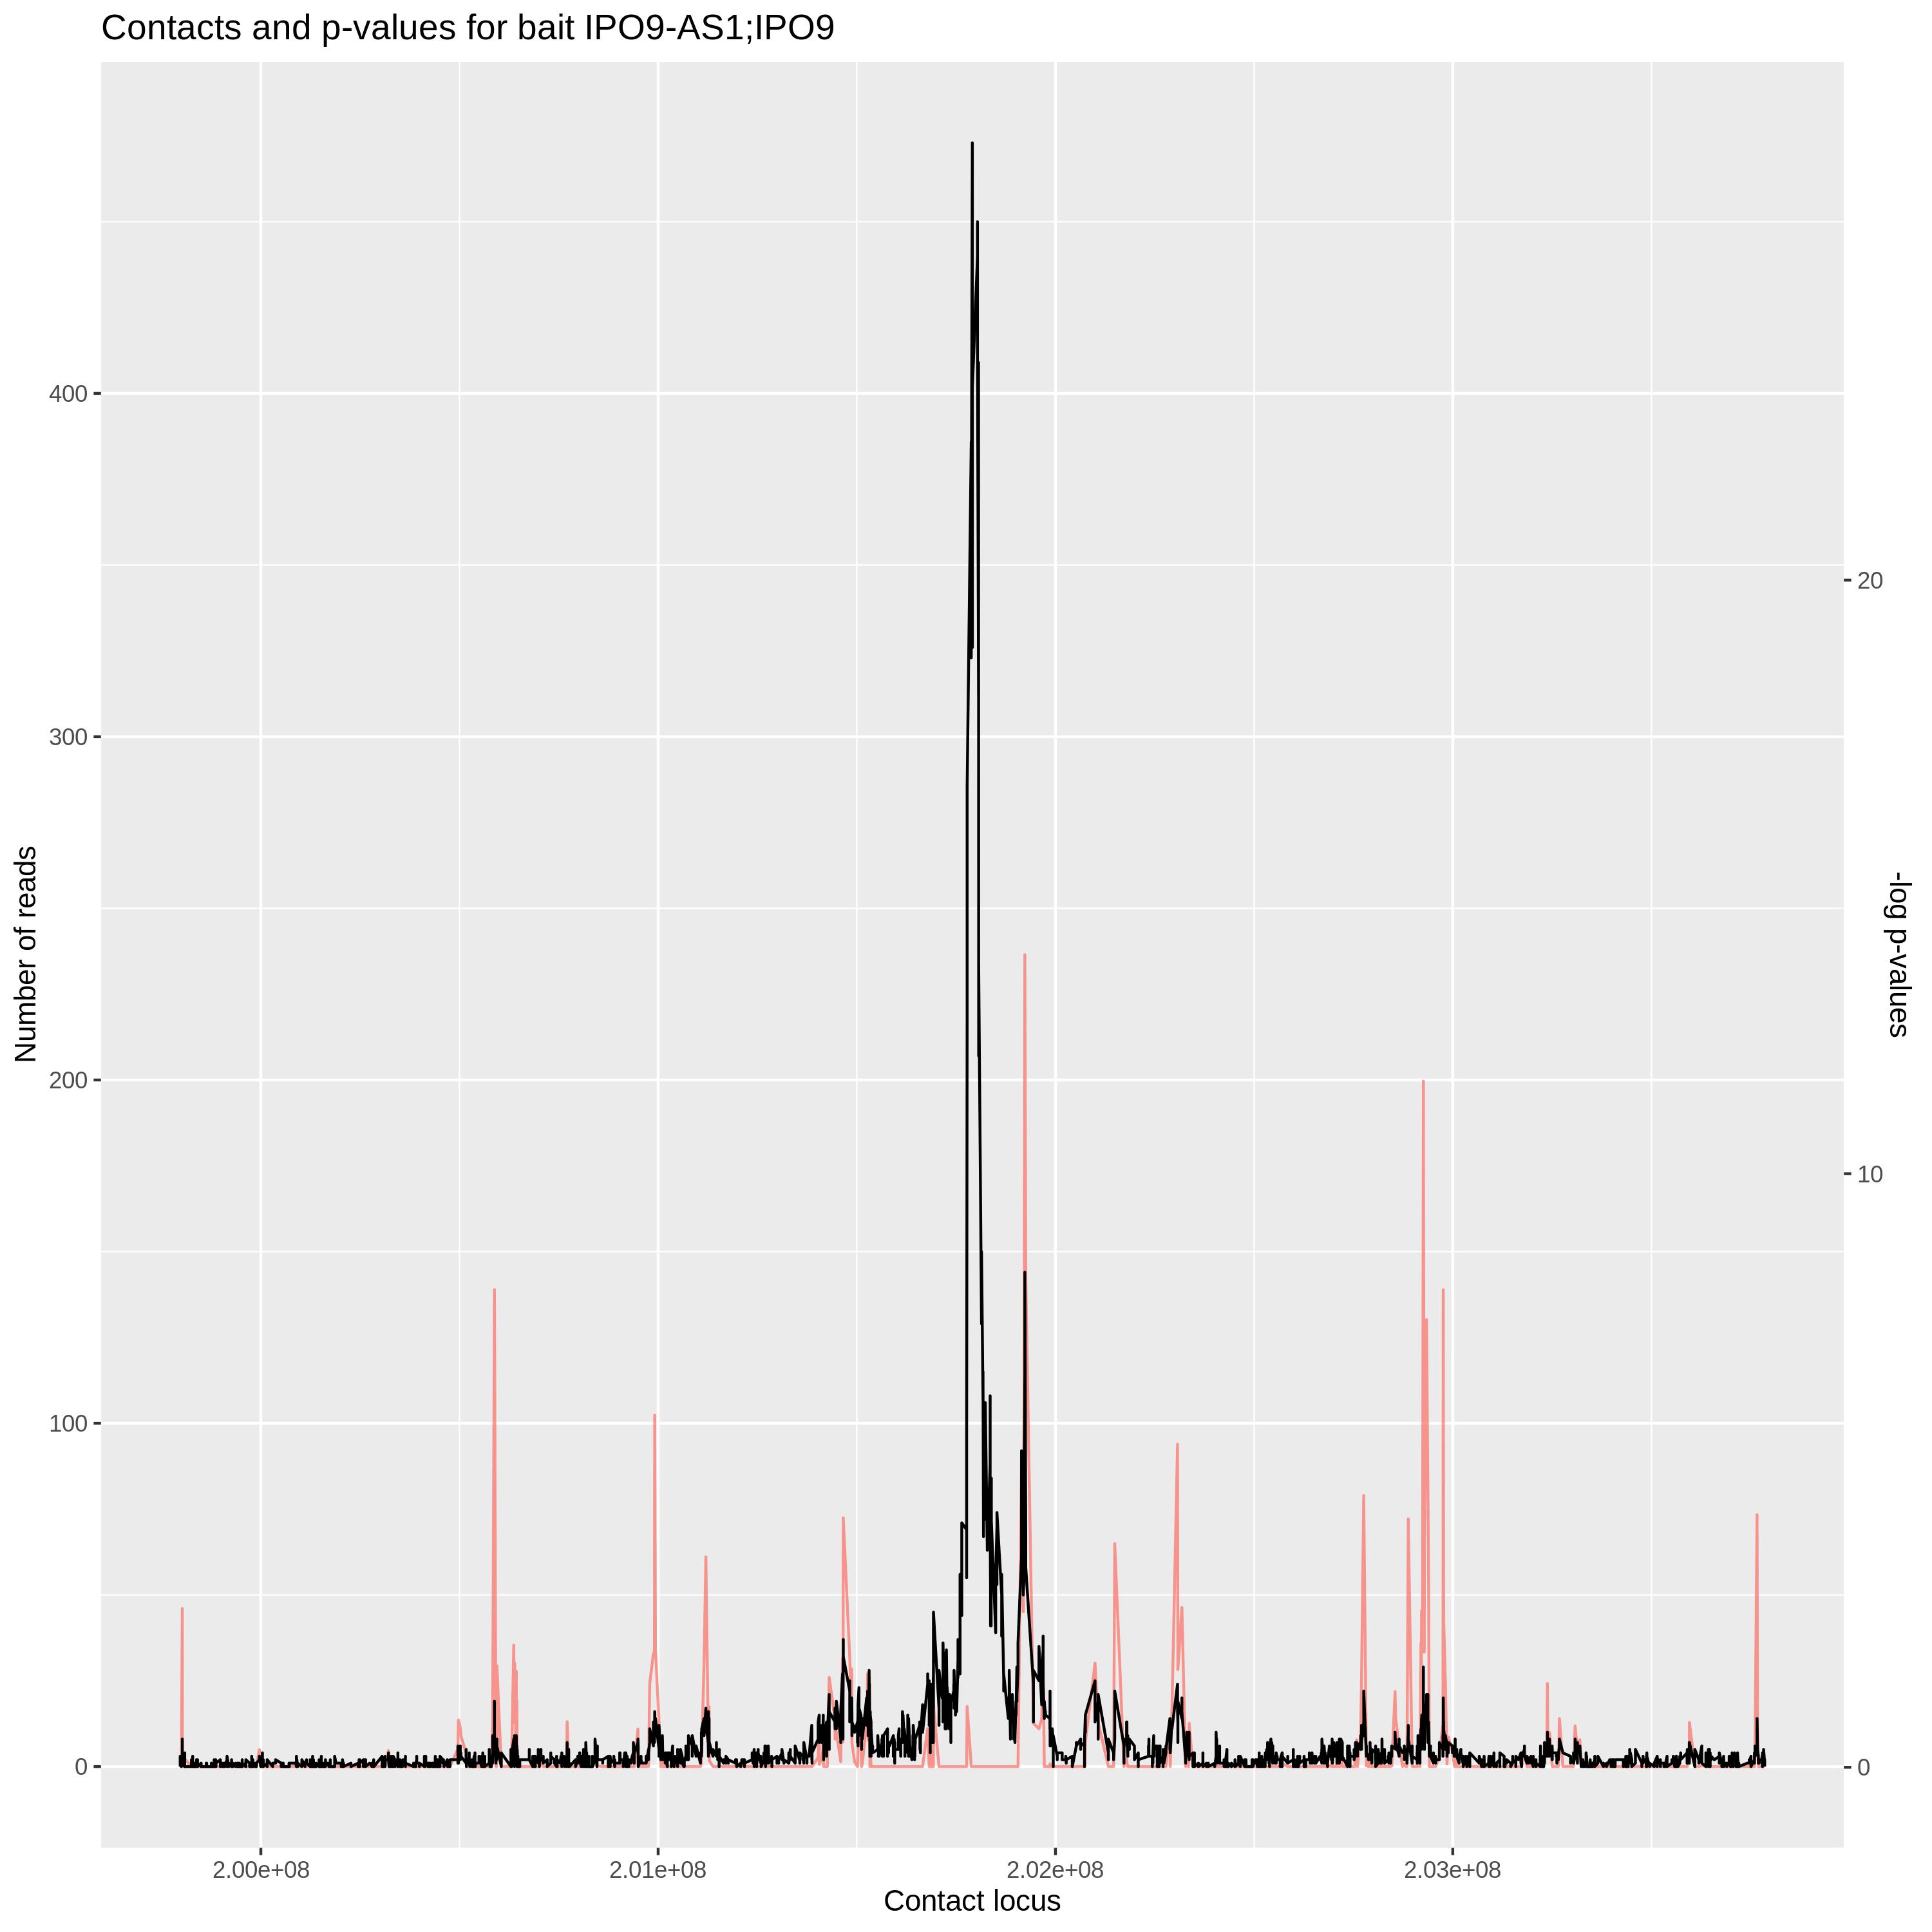 Contacts and p-values for bait IPO9-AS1;IPO9
400
300
200
100
0
Number of reads
20
10
0
-log p-values
2.00e+08
2.01e+08
2.02e+08
2.03e+08
Contact locus